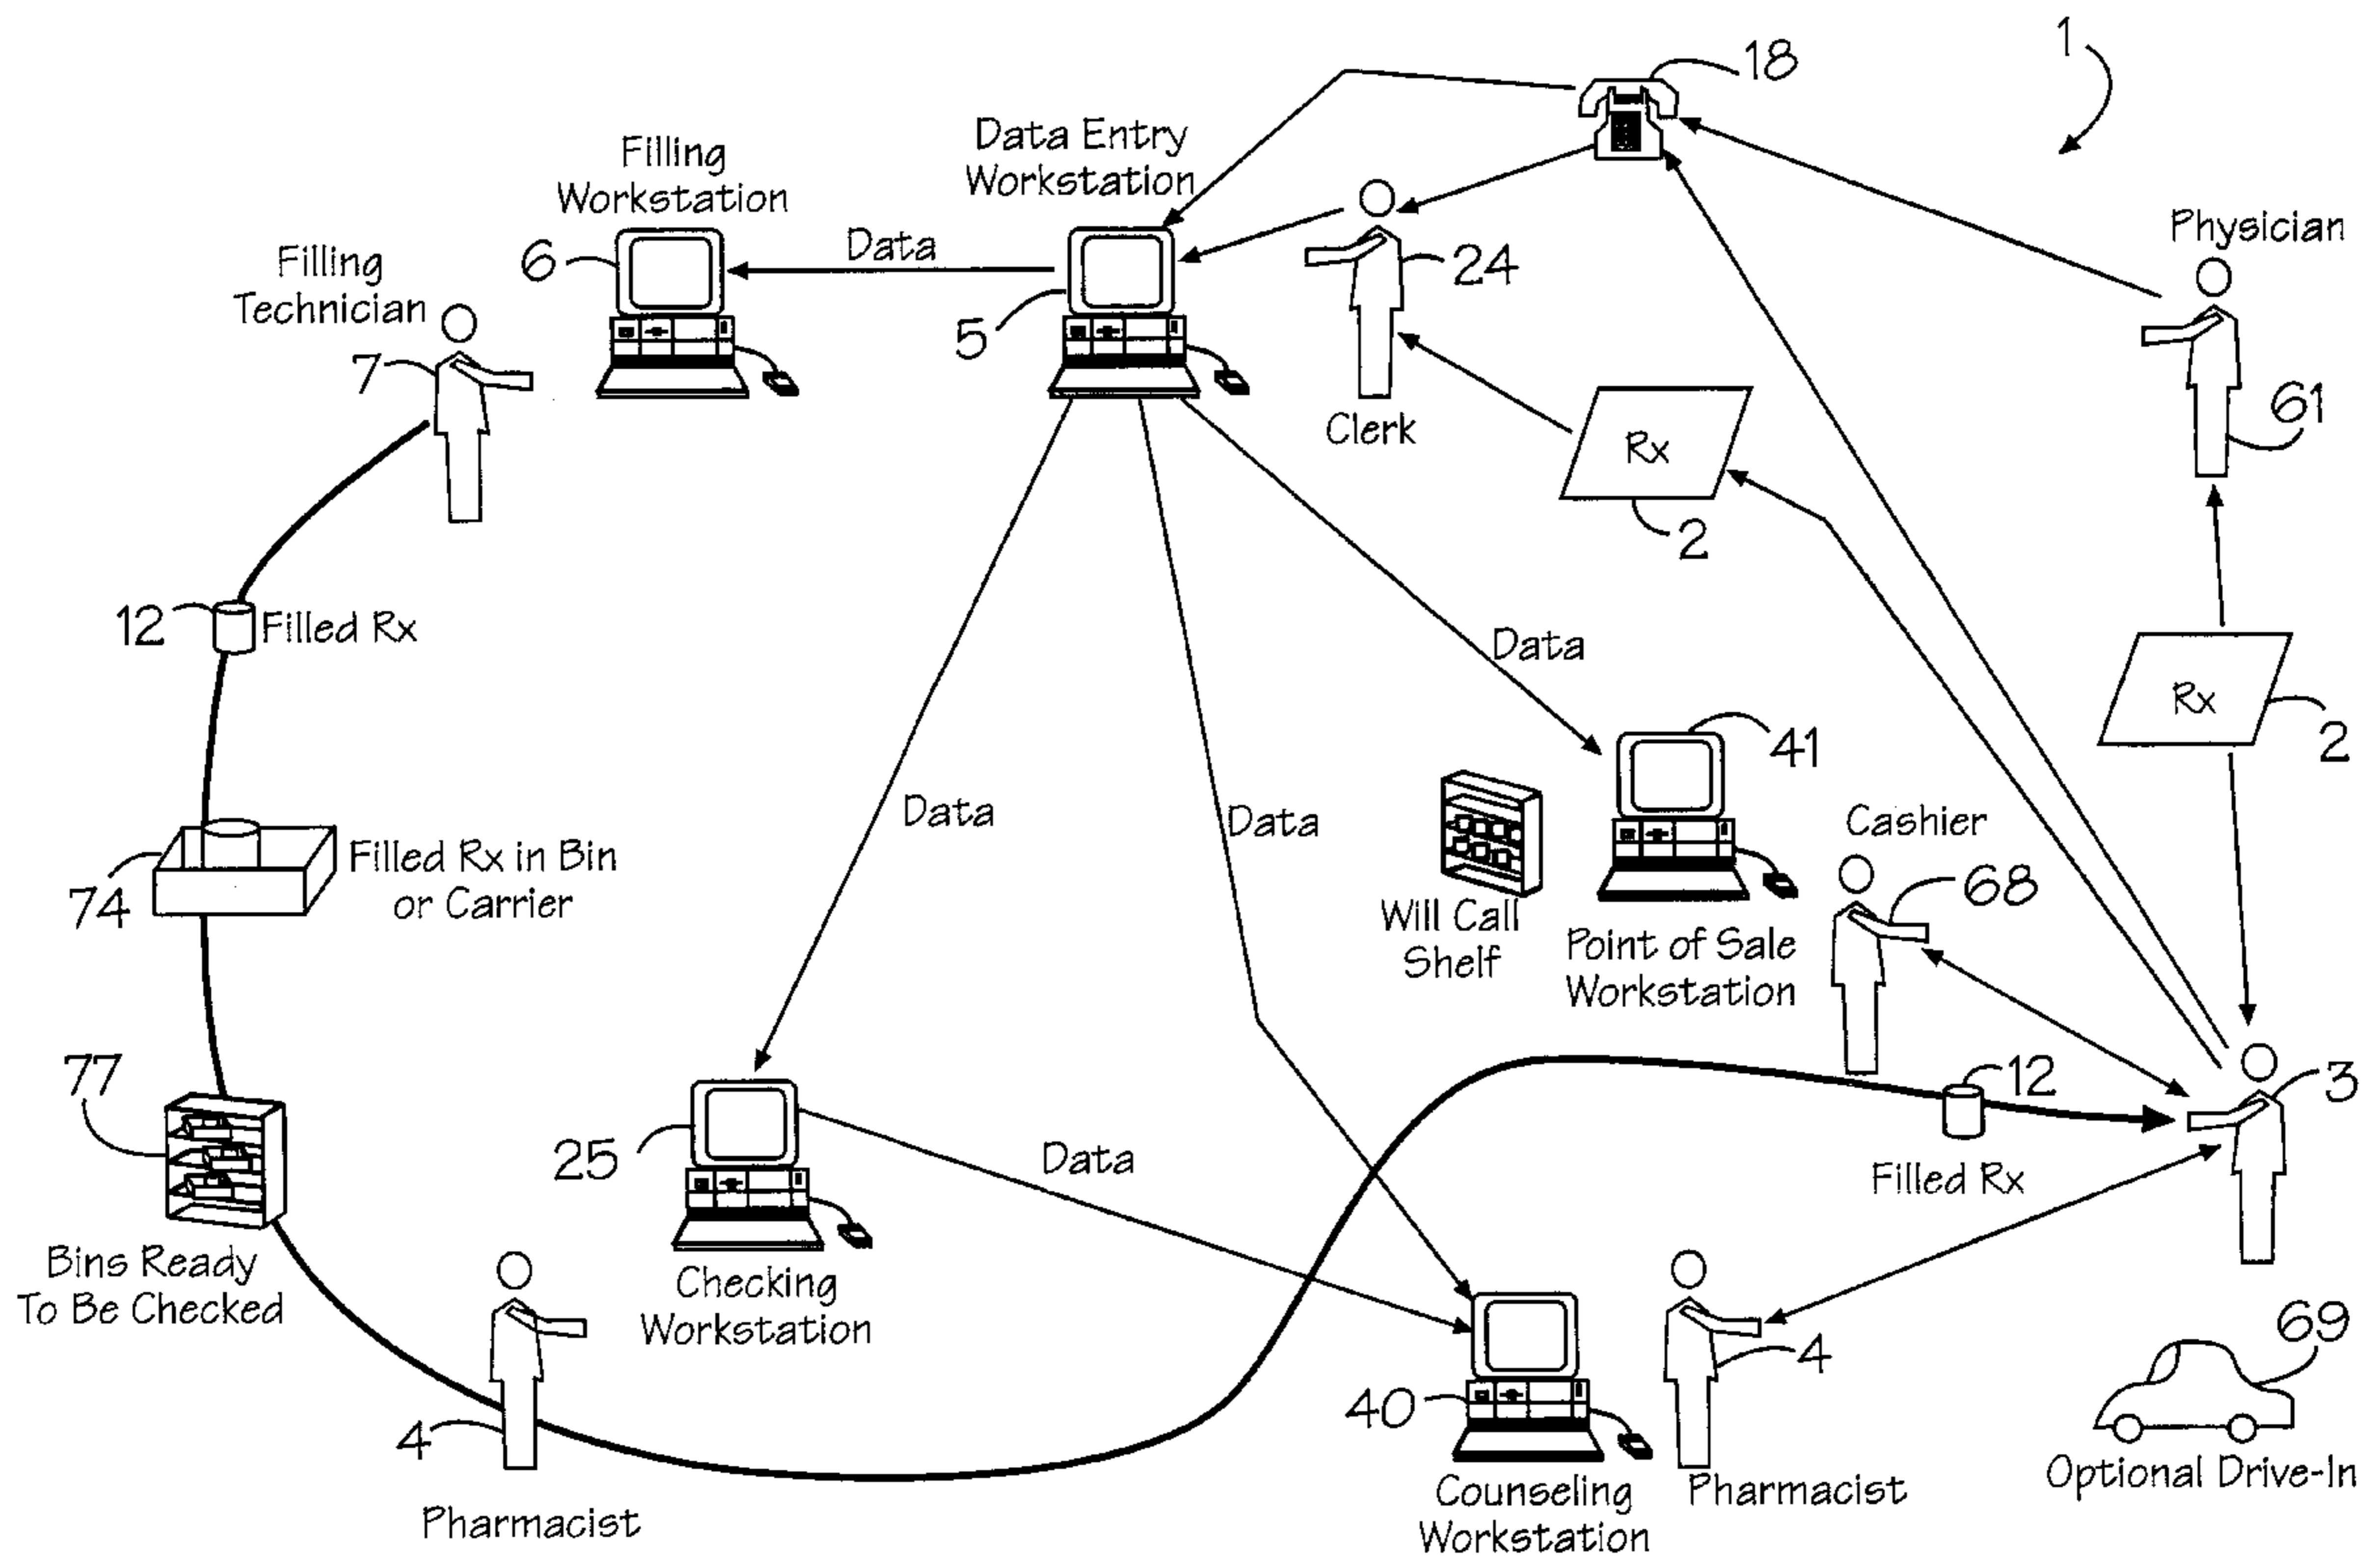 1
18
Data Entry
Workstation
Filling
Workstation
Physician
Filling
Technician
6
Data
24
5
7
61
Clerk
Rx
2
12
Filled Rx
Data
Rx
2
41
Data
Data
Cashier
74
Filled Rx in Bin
or Carrier
68
Will Call
Shelf
Point of Sale
Workstation
77
12
3
25
Data
Filled Rx
Bins Ready
To Be Checked
Checking
Workstation
69
4
40
4
Optional Drive-In
Counseling
Workstation
Pharmacist
Pharmacist